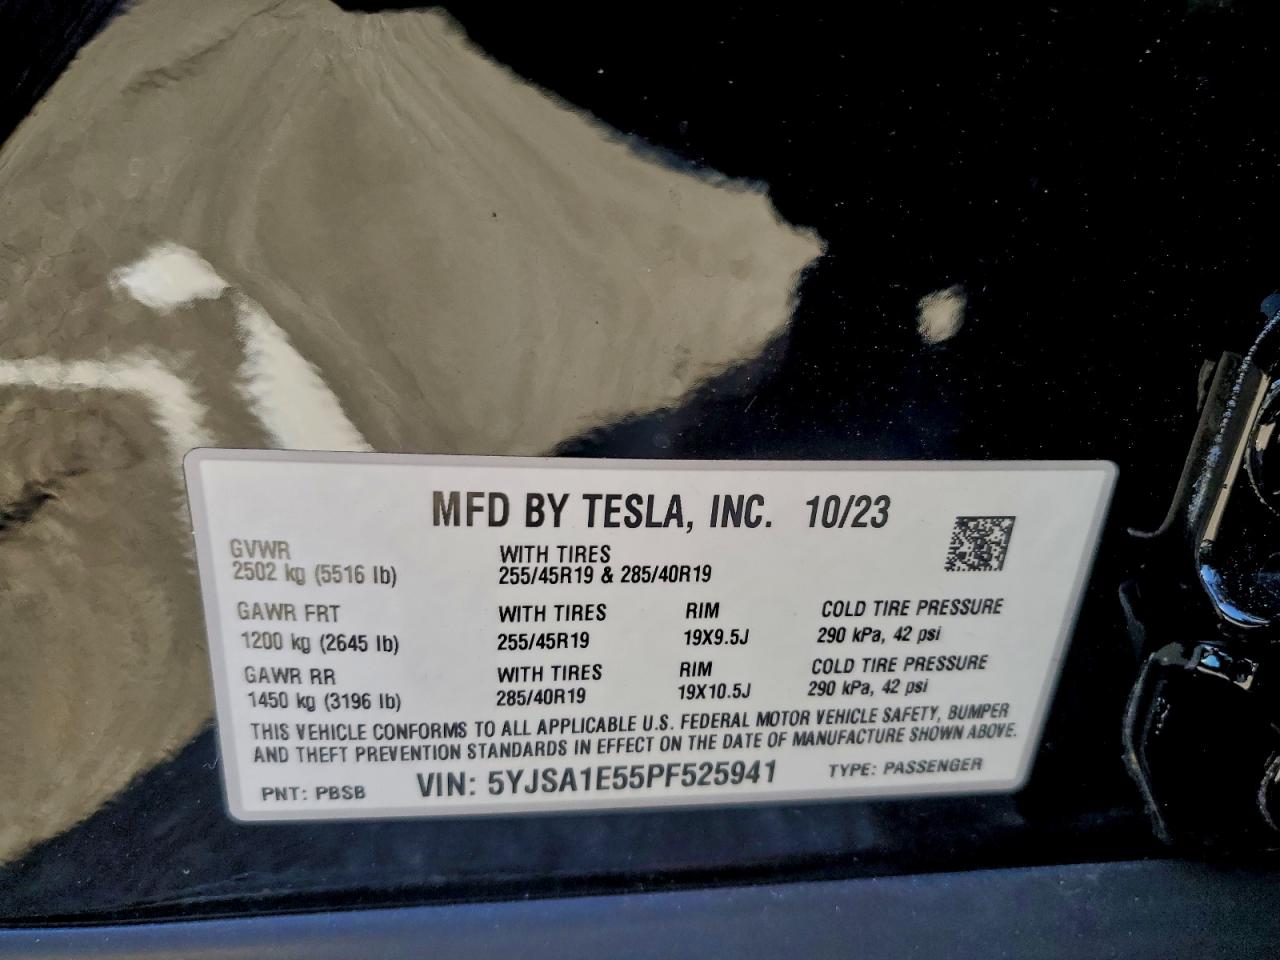 MFD BY TESLA, INC. 10/23
GVWR WITH TIRES
2502 kg (5516 lb) 255/45R19 & 285/40R19
GAWR FRT WITH TIRES RIM COLD TIRE PRESSURE
1200 kg (2645 lb) 255/45R19 19X9.5J 290 kPa, 42 psi
GAWR RR WITH TIRES RIM COLD TIRE PRESSURE
1450 kg (3196 lb) 285/40R19 19X10.5J 290 kPa, 42 psi
THIS VEHICLE CONFORMS TO ALL APPLICABLE U.S. FEDERAL MOTOR VEHICLE SAFETY, BUMPER
AND THEFT PREVENTION STANDARDS IN EFFECT ON THE DATE OF MANUFACTURE SHOWN ABOVE.
PNT: PBSB VIN: 5YJSA1E55PF525941 TYPE: PASSENGER